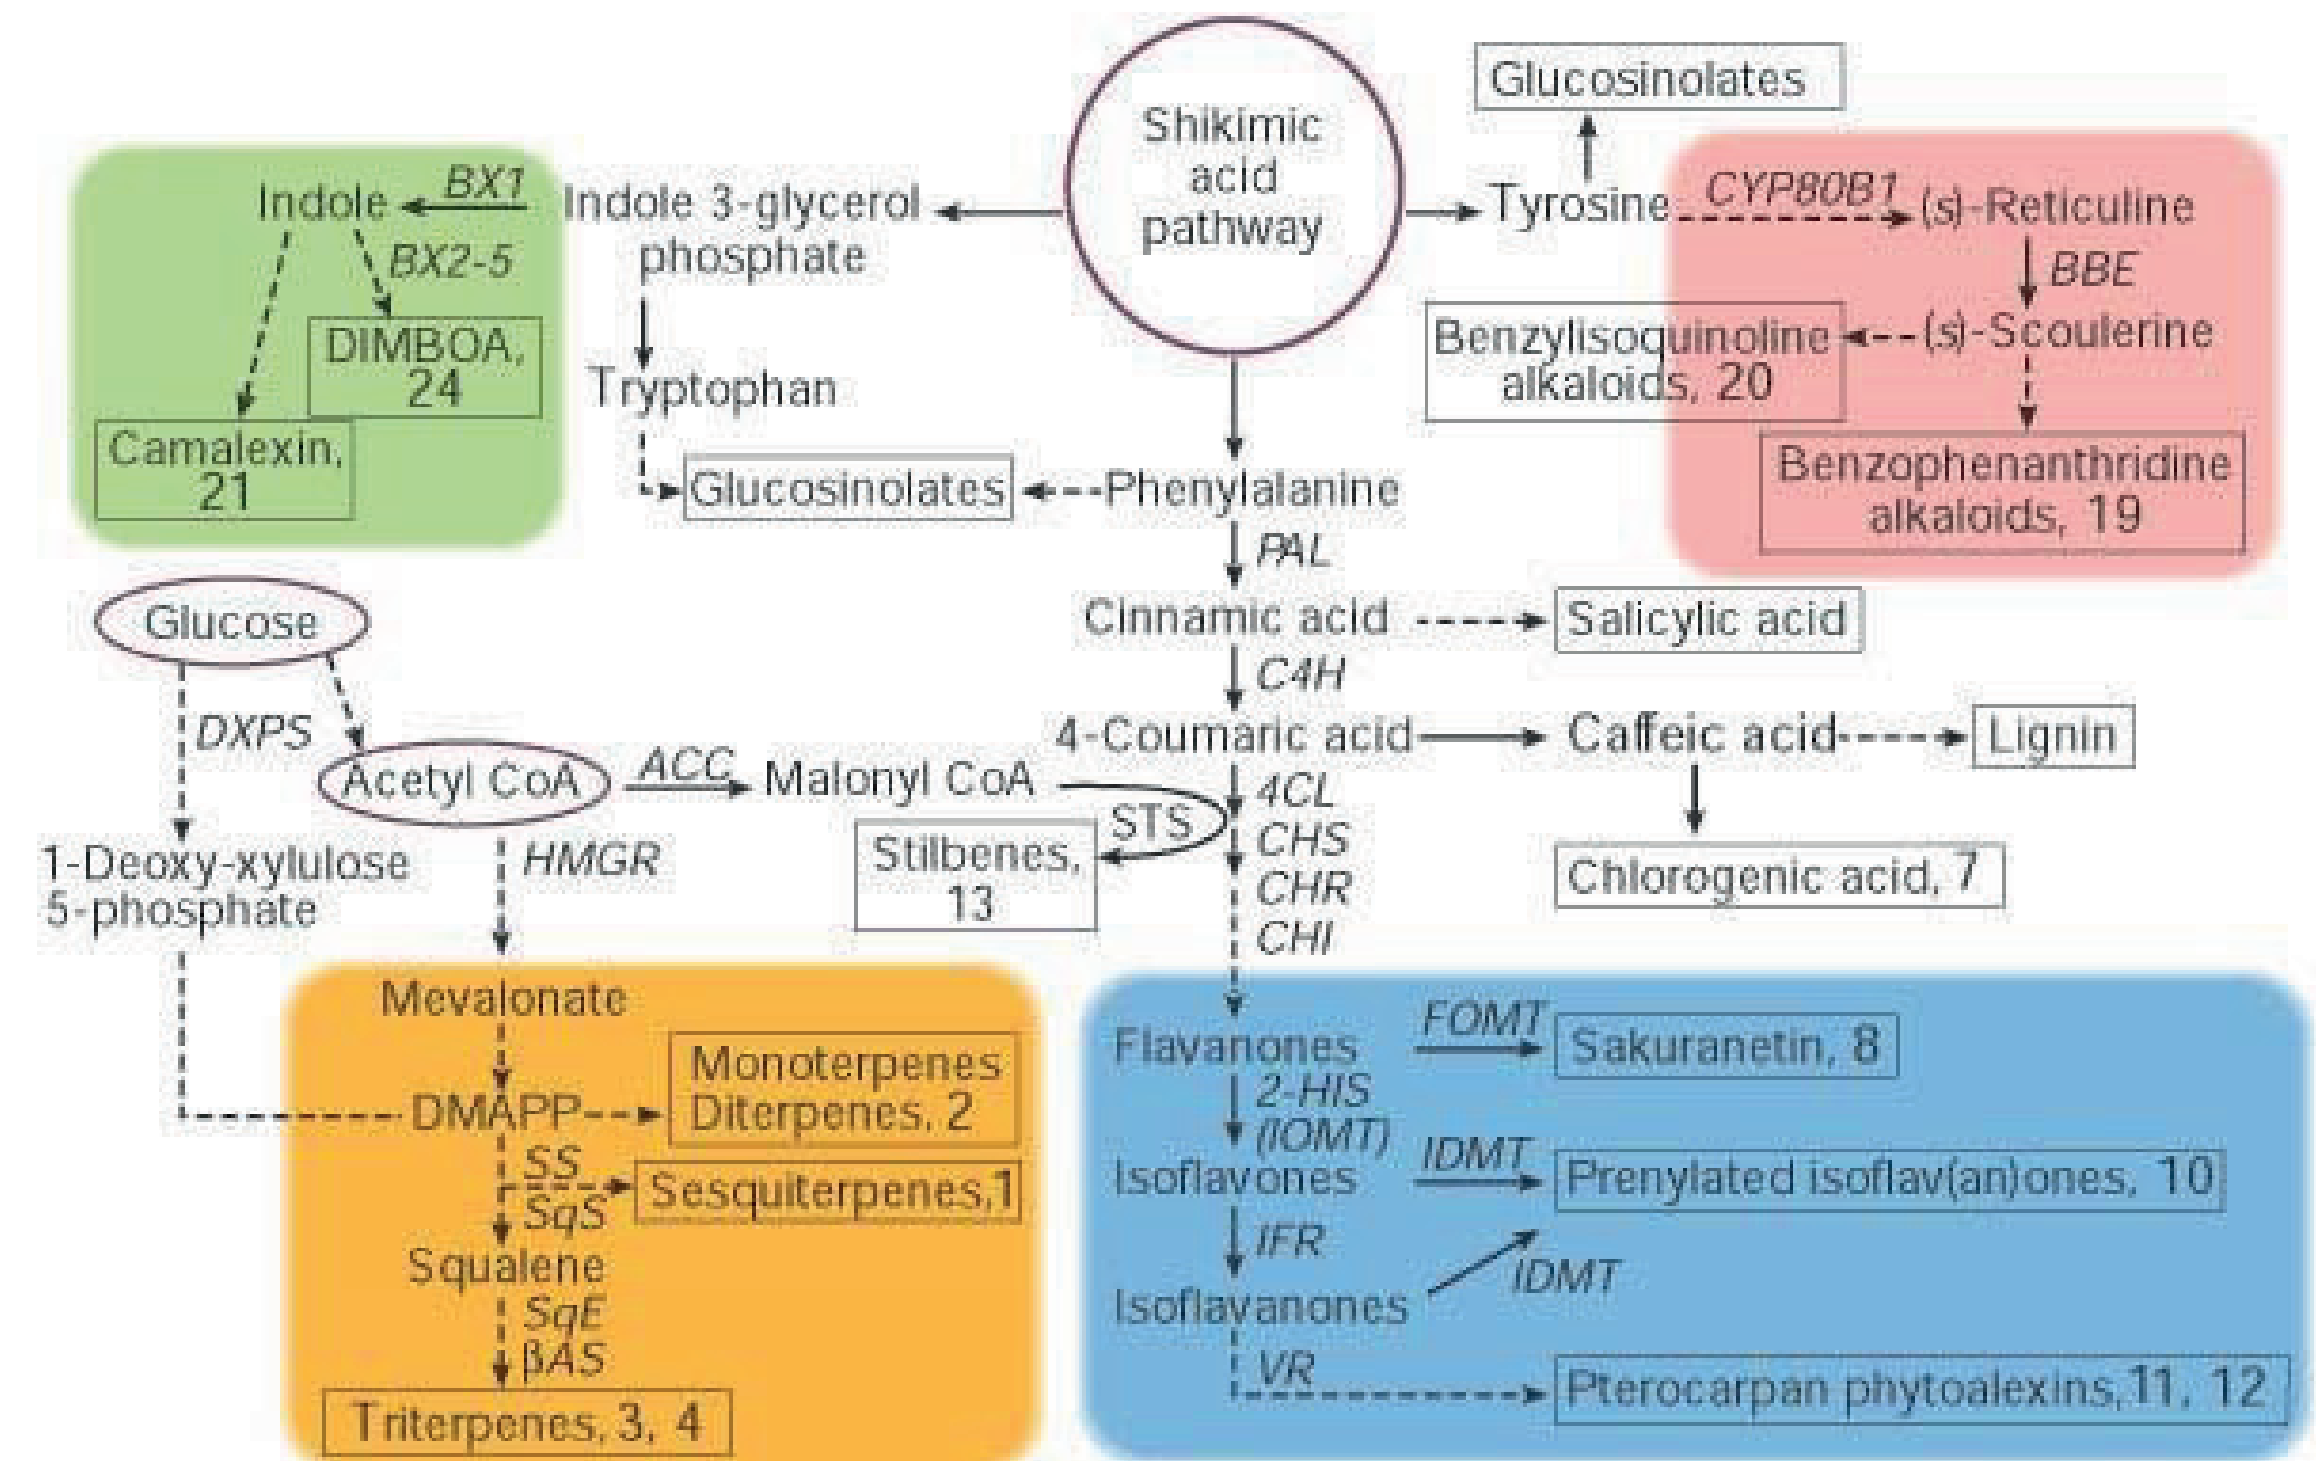 Shikimic
acid
pathway
Glucosinolates
Indole
BX1
Indole 3-glycerol
phosphate
Tyrosine
CYP80B1
(s)-Reticuline
BX2-5
BBE
DIMBOA,
24
Benzylisoquinoline
alkaloids, 20
(s)-Scoulerine
Tryptophan
Camalexin,
21
Glucosinolates
Phenylalanine
Benzophenanthridine
alkaloids, 19
PAL
Glucose
Cinnamic acid
Salicylic acid
C4H
DXPS
4-Coumaric acid
Caffeic acid
Lignin
Acetyl CoA
ACC
Malonyl CoA
4CL
STS
CHS
CHR
CHI
1-Deoxy-xylulose
5-phosphate
HMGR
Stilbenes,
13
Chlorogenic acid, 7
Mevalonate
Monoterpenes
Diterpenes, 2
DMAPP
SS
SqS
Sesquiterpenes,1
Squalene
SqE
βAS
Triterpenes, 3, 4
Flavanones
FOMT
Sakuranetin, 8
2-HIS
(IOMT)
Isoflavones
IDMT
Prenylated isoflav(an)ones, 10
IFR
IDMT
Isoflavanones
VR
Pterocarpan phytoalexins,11, 12